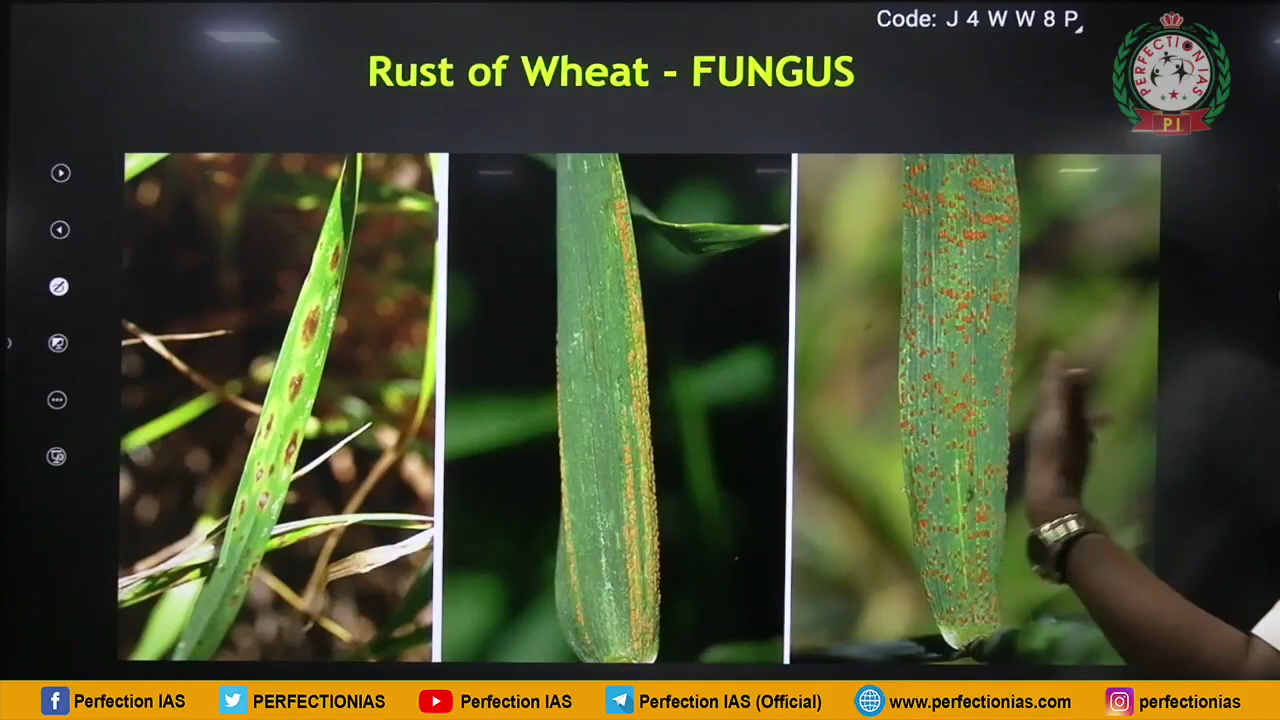 Code: J 4 W W 8 P
PERFECTION IAS
PI
Rust of Wheat - FUNGUS
Perfection IAS
PERFECTIONIAS
Perfection IAS
Perfection IAS (Official)
www.perfectionias.com
perfectionias